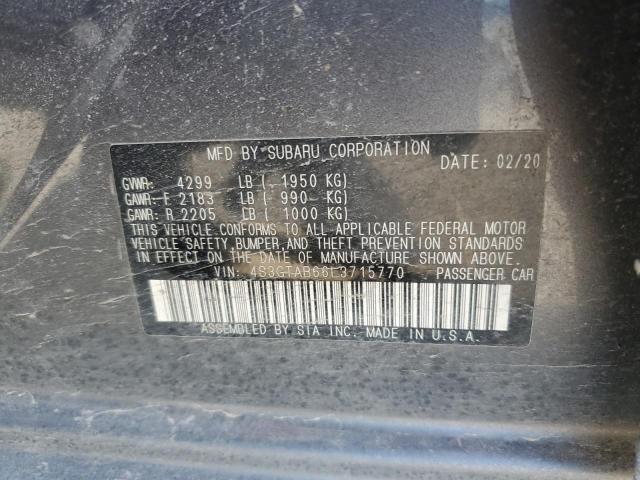 MFD BY SUBARU CORPORATION
DATE: 02/20
GVWR: 4299 LB ( 1950 KG)
GAWR: F 2183 LB ( 990 KG)
GAWR: R 2205 LB ( 1000 KG)
THIS VEHICLE CONFORMS TO ALL APPLICABLE FEDERAL MOTOR
VEHICLE SAFETY, BUMPER, AND THEFT PREVENTION STANDARDS
IN EFFECT ON THE DATE OF MANUFACTURE SHOWN ABOVE.
VIN: 4S3GTAB66L3715770 PASSENGER CAR
ASSEMBLED BY SIA INC. MADE IN U.S.A.